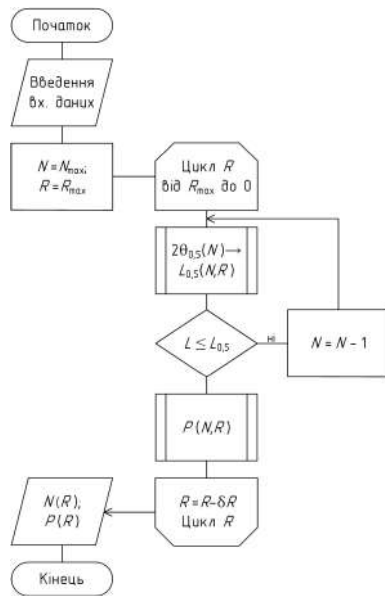 Початок
Введення
вх. даних
N = Nmax;
R = Rmax
Цикл R
від Rmax до 0
2θ0,5(N)→
L0,5(N,R)
L ≤ L0,5
ні
N = N − 1
P(N,R)
R = R−δR
Цикл R
N(R);
P(R)
Кінець